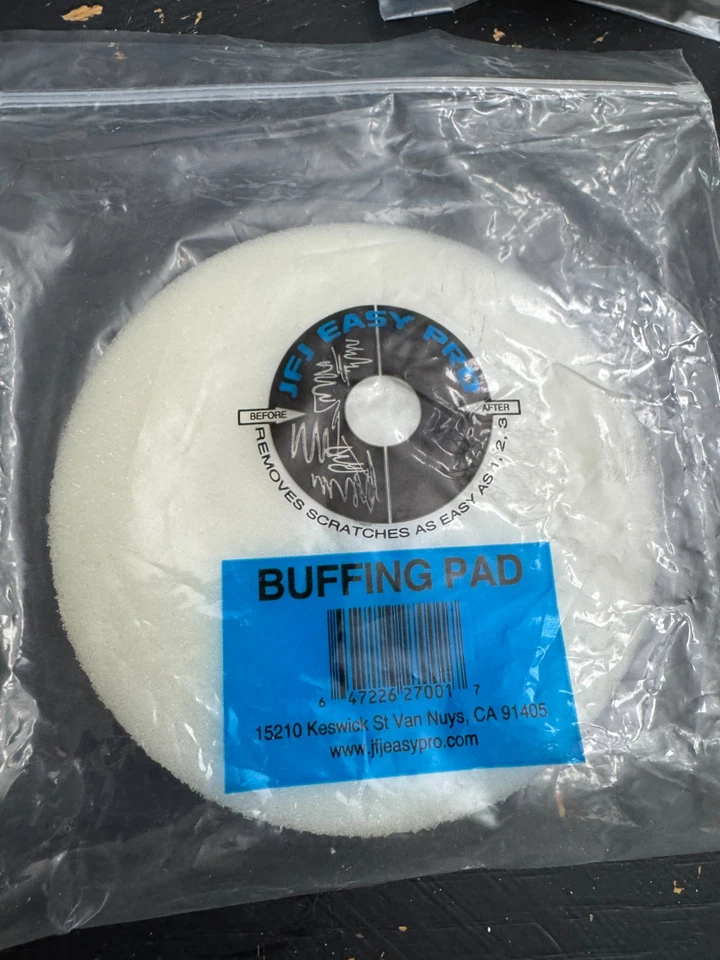 JFJ EASY PRO
BEFORE
AFTER
REMOVES SCRATCHES AS EASY AS 1, 2, 3
BUFFING PAD
6 47226 27001 7
15210 Keswick St Van Nuys, CA 91405
www.jfjeasypro.com